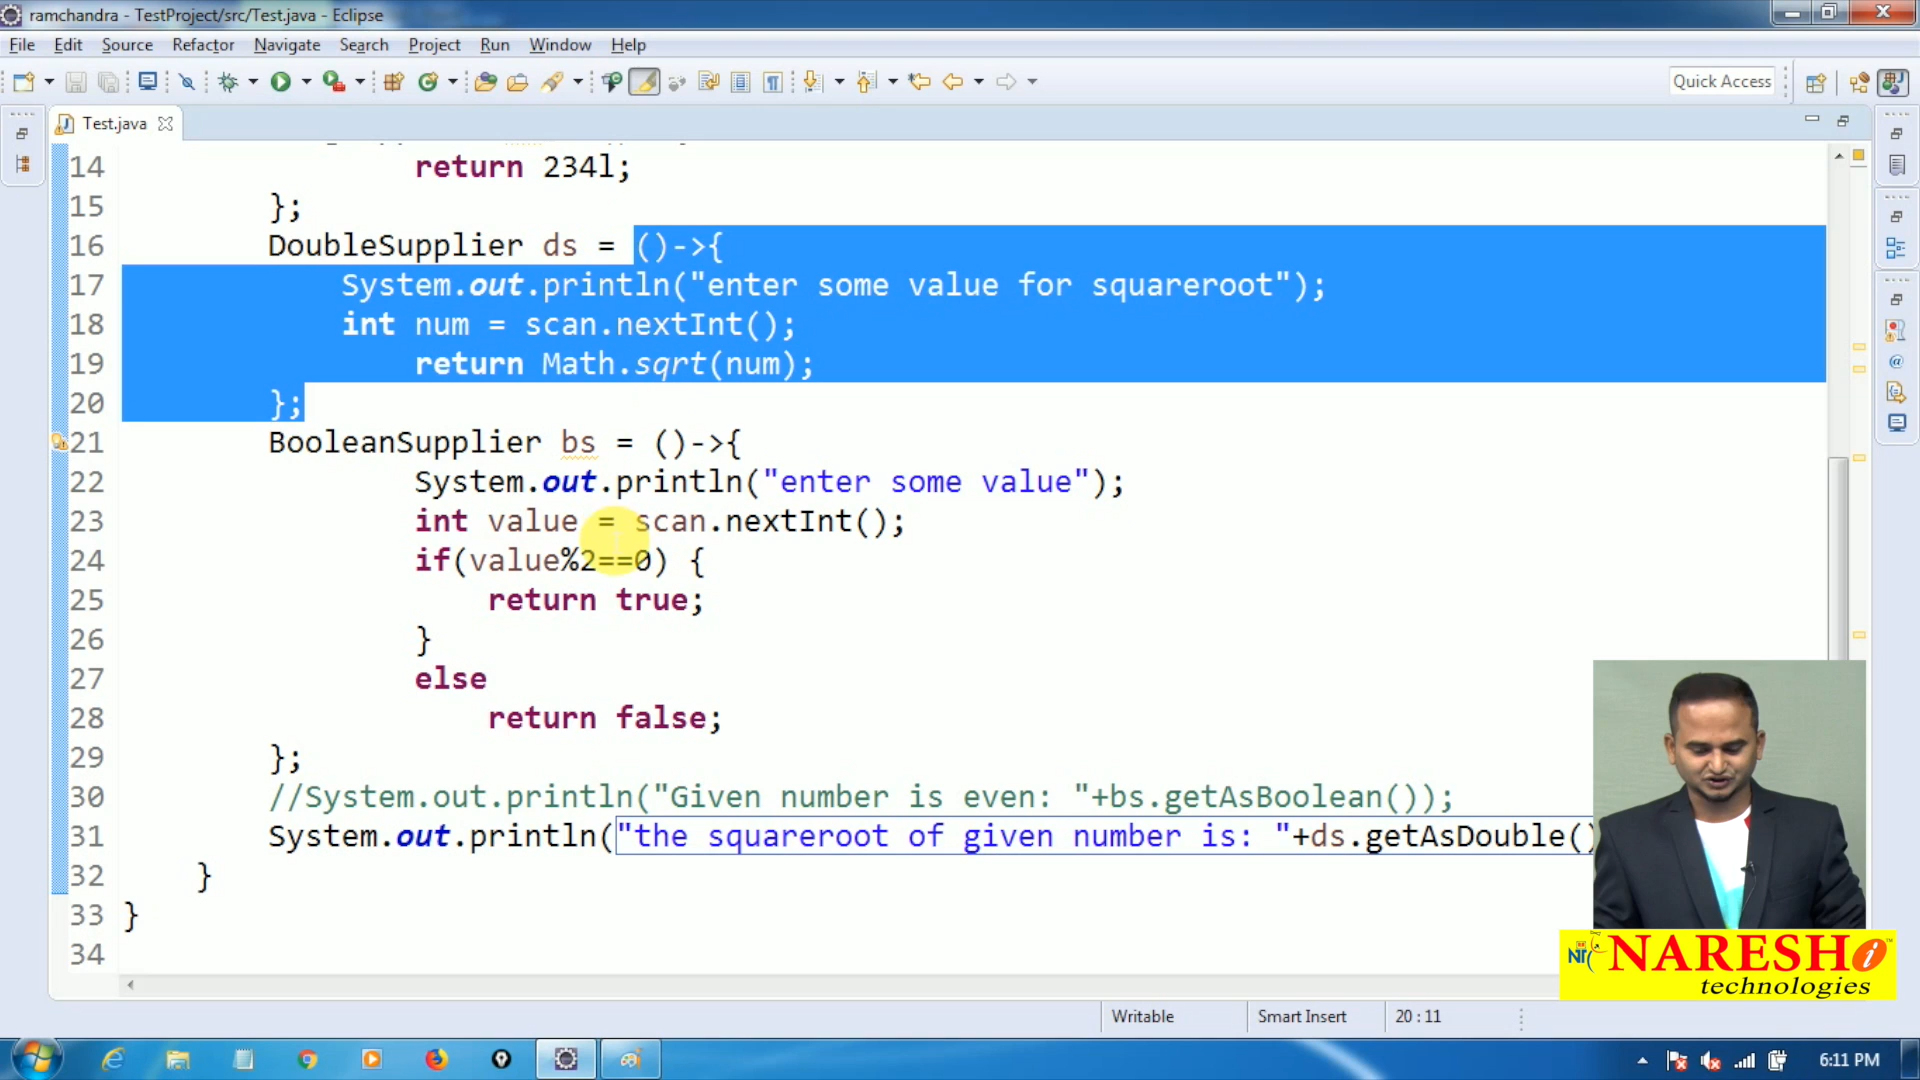 ramchandra - TestProject/src/Test.java - Eclipse
File Edit Source Refactor Navigate Search Project Run Window Help
Quick Access
Test.java
14 return 234l;
15 };
16 DoubleSupplier ds = ()->{
17 System.out.println("enter some value for squareroot");
18 int num = scan.nextInt();
19 return Math.sqrt(num);
20 };
21 BooleanSupplier bs = ()->{
22 System.out.println("enter some value");
23 int value = scan.nextInt();
24 if(value%2==0) {
25 return true;
26 }
27 else
28 return false;
29 };
30 //System.out.println("Given number is even: "+bs.getAsBoolean());
31 System.out.println("the squareroot of given number is: "+ds.getAsDouble()
32 }
33 }
34
NARESH i
technologies
Writable Smart Insert 20 : 11
6:11 PM